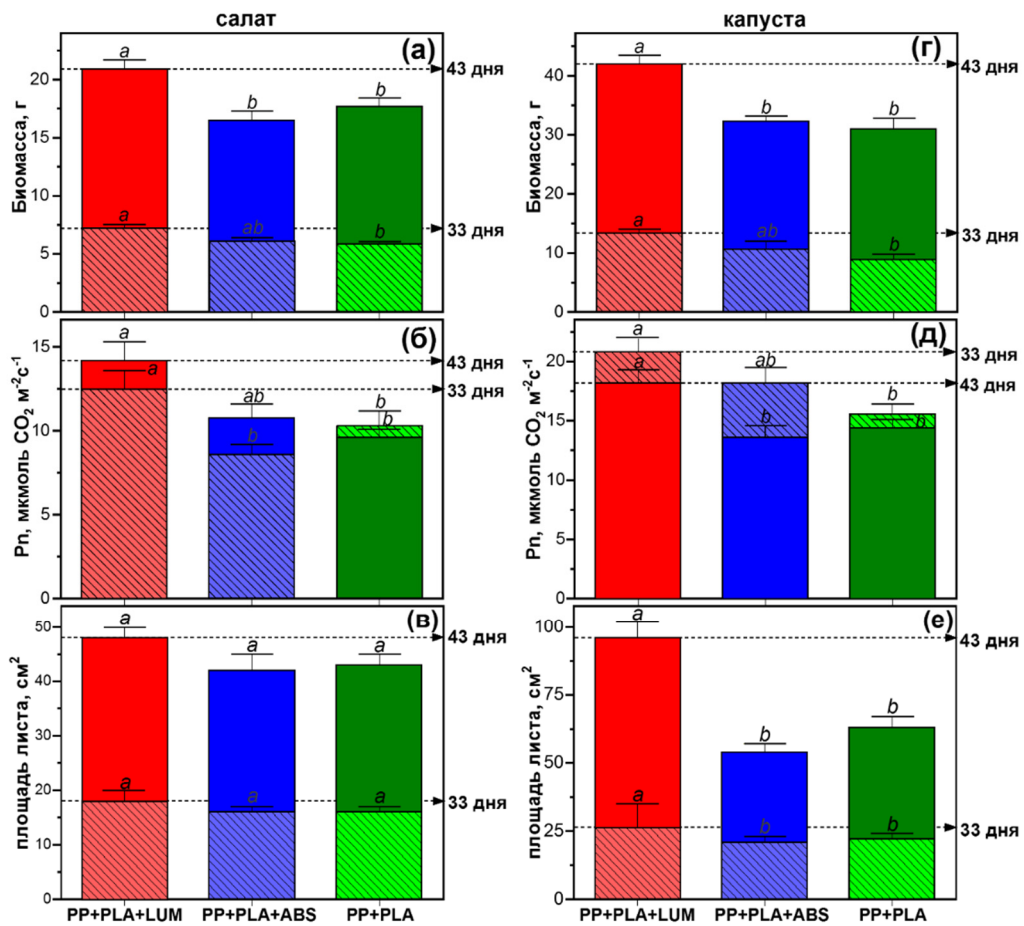 салат
капуста
(а)
Биомасса, г
20
15
10
5
0
a
b
b
a
ab
b
43 дня
33 дня
(г)
Биомасса, г
40
30
20
10
0
a
b
b
a
ab
b
43 дня
33 дня
(б)
Pn, мкмоль CO₂ м⁻²с⁻¹
15
10
5
0
a
a
ab
b
b
b
43 дня
33 дня
(д)
Pn, мкмоль CO₂ м⁻²с⁻¹
20
15
10
5
0
a
a
ab
b
b
b
33 дня
43 дня
(в)
площадь листа, см²
50
40
30
20
10
0
a
a
a
a
a
a
43 дня
33 дня
PP+PLA+LUM
PP+PLA+ABS
PP+PLA
(е)
площадь листа, см²
100
75
50
25
0
a
b
b
a
b
b
43 дня
33 дня
PP+PLA+LUM
PP+PLA+ABS
PP+PLA